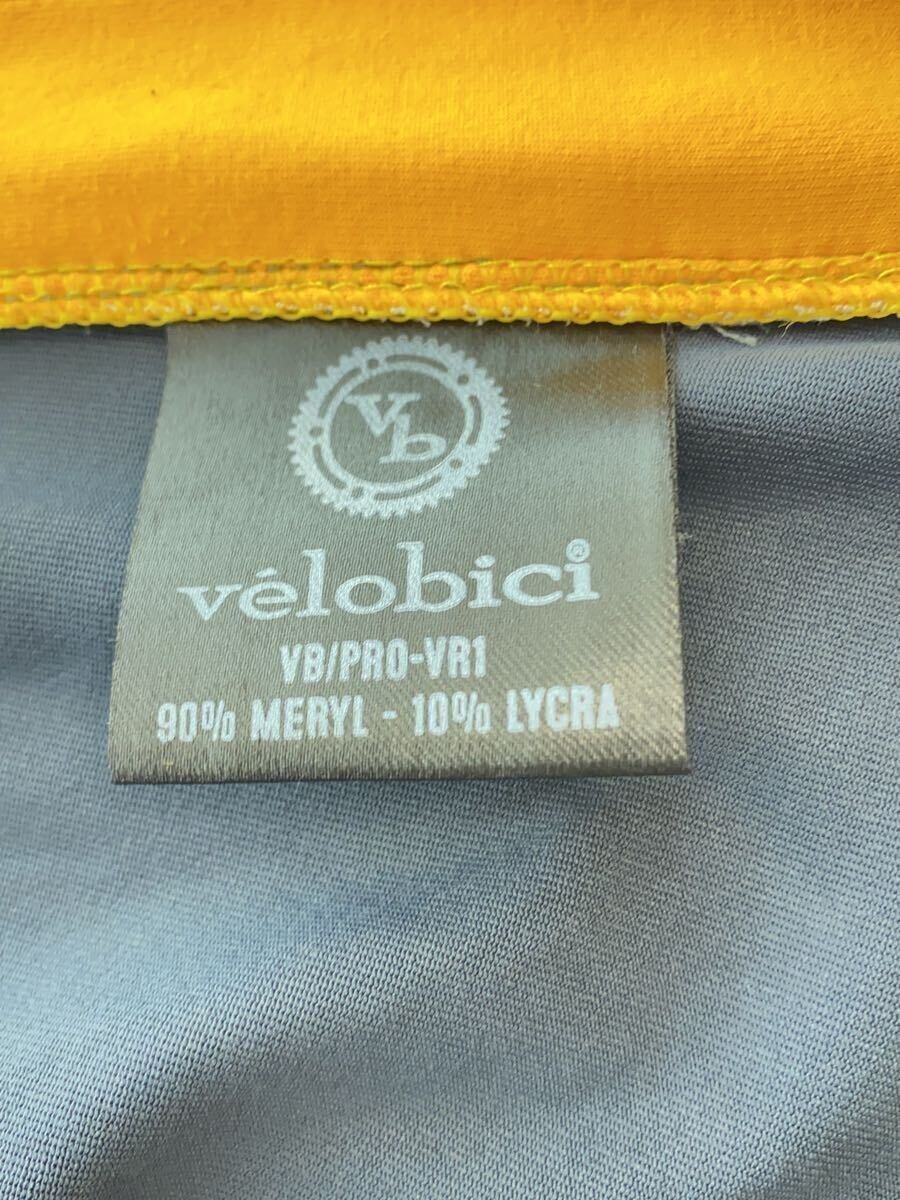 Vb
vélobici®
VB/PRO-VR1
90% MERYL - 10% LYCRA